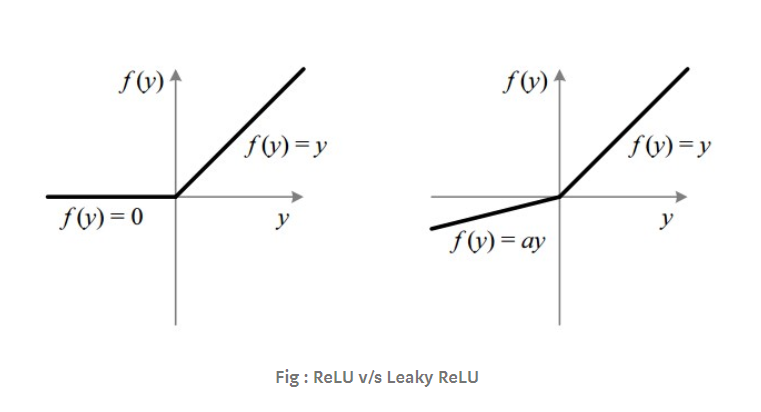 f(y)
f(y) = y
f(y) = 0
y
f(y)
f(y) = y
f(y) = ay
y
Fig : ReLU v/s Leaky ReLU